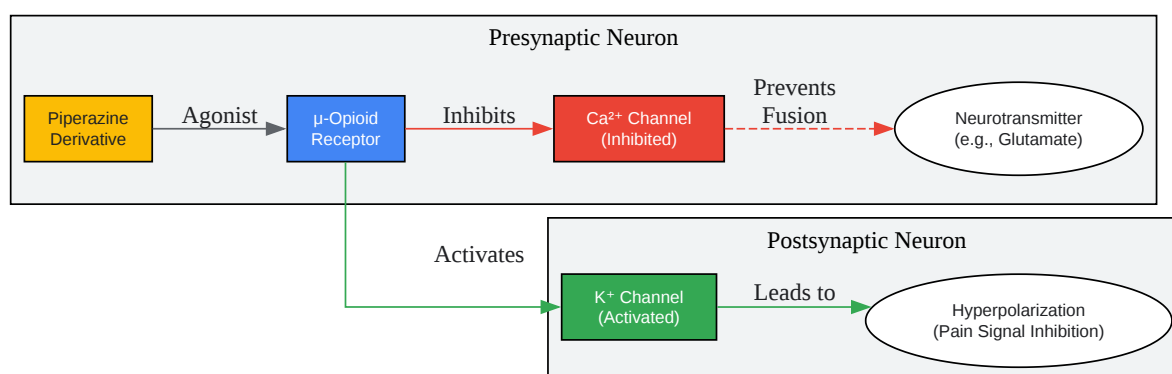 Presynaptic Neuron
Piperazine
Derivative
Agonist
μ-Opioid
Receptor
Inhibits
Ca²⁺ Channel
(Inhibited)
Prevents
Fusion
Neurotransmitter
(e.g., Glutamate)
Activates
Postsynaptic Neuron
K⁺ Channel
(Activated)
Leads to
Hyperpolarization
(Pain Signal Inhibition)